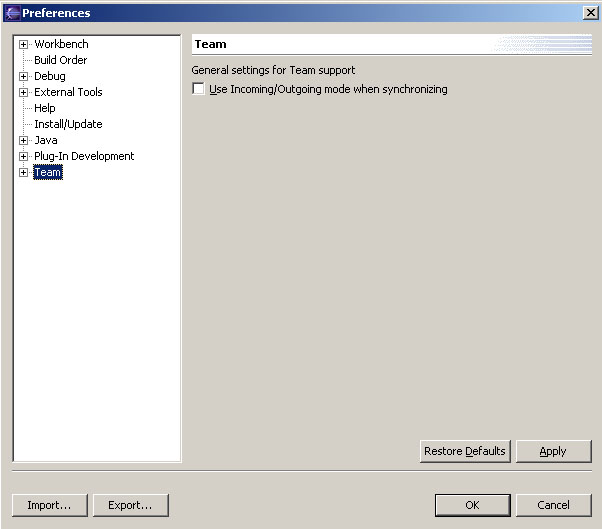 Preferences
Workbench
Build Order
Debug
External Tools
Help
Install/Update
Java
Plug-In Development
Team
Team
General settings for Team support
Use Incoming/Outgoing mode when synchronizing
Restore Defaults
Apply
Import...
Export...
OK
Cancel